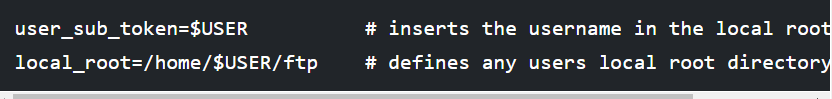 user_sub_token=$USER # inserts the username in the local root
local_root=/home/$USER/ftp # defines any users local root directory